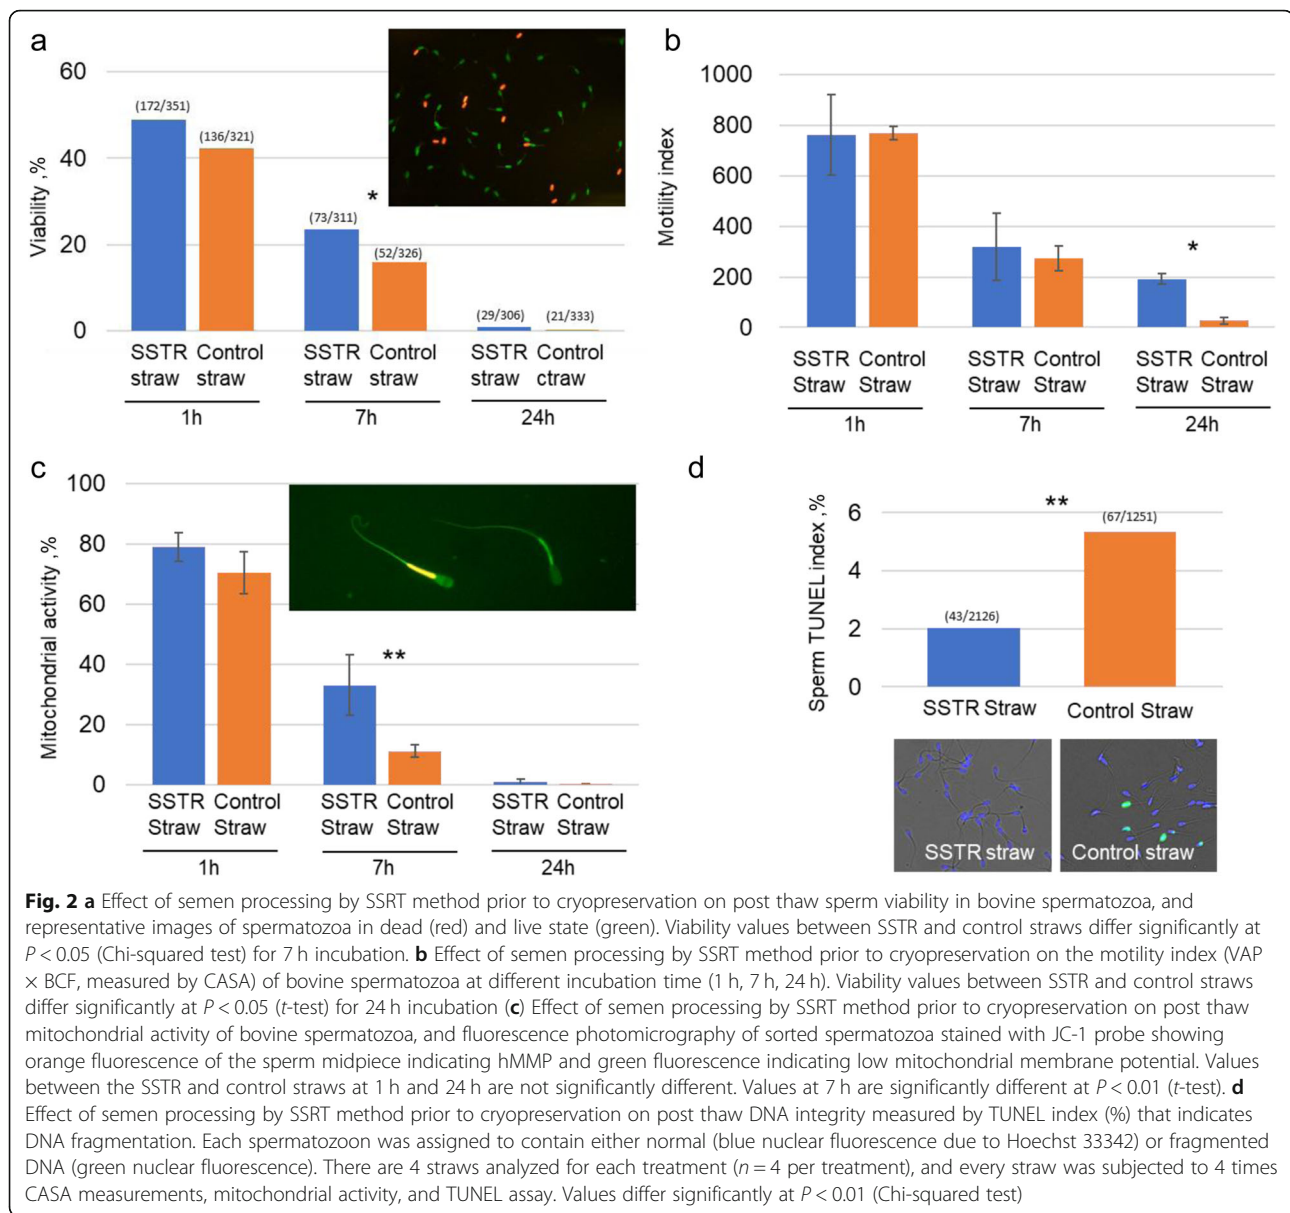 a
60
40
20
0
Viability ,%
(172/351)
(136/321)
(73/311)
*
(52/326)
(29/306)
(21/333)
SSTR Control SSTR Control SSTR Control
straw straw straw straw straw ctraw
1h 7h 24h
b
1000
800
600
400
200
0
Motility index
*
SSTR Control SSTR Control SSTR Control
Straw Straw Straw Straw Straw Straw
1h 7h 24h
c
100
80
60
40
20
0
Mitochondrial activity ,%
**
SSTR Control SSTR Control SSTR Control
Straw Straw Straw Straw Straw Straw
1h 7h 24h
d
6
4
2
0
Sperm TUNEL index ,%
(43/2126)
**
(67/1251)
SSTR Straw Control Straw
SSTR straw Control straw
Fig. 2 a Effect of semen processing by SSRT method prior to cryopreservation on post thaw sperm viability in bovine spermatozoa, and
representative images of spermatozoa in dead (red) and live state (green). Viability values between SSTR and control straws differ significantly at
P < 0.05 (Chi-squared test) for 7 h incubation. b Effect of semen processing by SSRT method prior to cryopreservation on the motility index (VAP
× BCF, measured by CASA) of bovine spermatozoa at different incubation time (1 h, 7 h, 24 h). Viability values between SSTR and control straws
differ significantly at P < 0.05 (t-test) for 24 h incubation (c) Effect of semen processing by SSRT method prior to cryopreservation on post thaw
mitochondrial activity of bovine spermatozoa, and fluorescence photomicrography of sorted spermatozoa stained with JC-1 probe showing
orange fluorescence of the sperm midpiece indicating hMMP and green fluorescence indicating low mitochondrial membrane potential. Values
between the SSTR and control straws at 1 h and 24 h are not significantly different. Values at 7 h are significantly different at P < 0.01 (t-test). d
Effect of semen processing by SSRT method prior to cryopreservation on post thaw DNA integrity measured by TUNEL index (%) that indicates
DNA fragmentation. Each spermatozoon was assigned to contain either normal (blue nuclear fluorescence due to Hoechst 33342) or fragmented
DNA (green nuclear fluorescence). There are 4 straws analyzed for each treatment (n = 4 per treatment), and every straw was subjected to 4 times
CASA measurements, mitochondrial activity, and TUNEL assay. Values differ significantly at P < 0.01 (Chi-squared test)